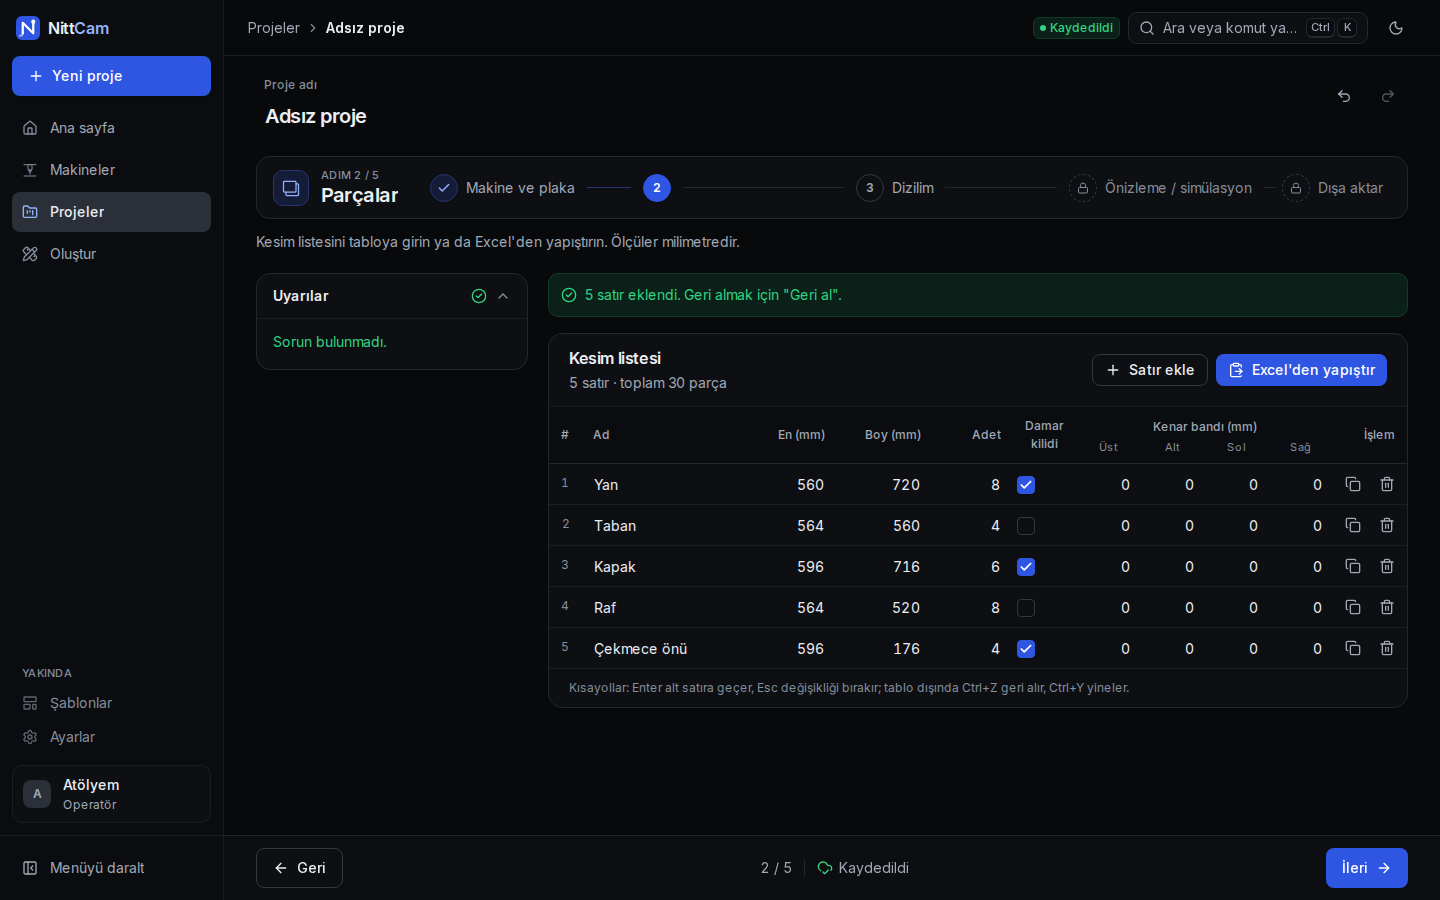 NittCam
Yeni proje
Ana sayfa
Makineler
Projeler
Oluştur
YAKINDA
Şablonlar
Ayarlar
A
Atölyem
Operatör
Menüyü daralt
Projeler > Adsız proje
Kaydedildi
Ara veya komut ya... Ctrl K
Proje adı
Adsız proje
ADIM 2 / 5
Parçalar
Makine ve plaka
2
3 Dizilim
Önizleme / simülasyon
Dışa aktar
Kesim listesini tabloya girin ya da Excel'den yapıştırın. Ölçüler milimetredir.
Uyarılar
Sorun bulunmadı.
5 satır eklendi. Geri almak için "Geri al".
Kesim listesi
5 satır · toplam 30 parça
Satır ekle
Excel'den yapıştır
# Ad En (mm) Boy (mm) Adet Damar kilidi Kenar bandı (mm) İşlem
Üst Alt Sol Sağ
1 Yan 560 720 8 0 0 0 0
2 Taban 564 560 4 0 0 0 0
3 Kapak 596 716 6 0 0 0 0
4 Raf 564 520 8 0 0 0 0
5 Çekmece önü 596 176 4 0 0 0 0
Kısayollar: Enter alt satıra geçer, Esc değişikliği bırakır; tablo dışında Ctrl+Z geri alır, Ctrl+Y yineler.
Geri
2 / 5
Kaydedildi
İleri